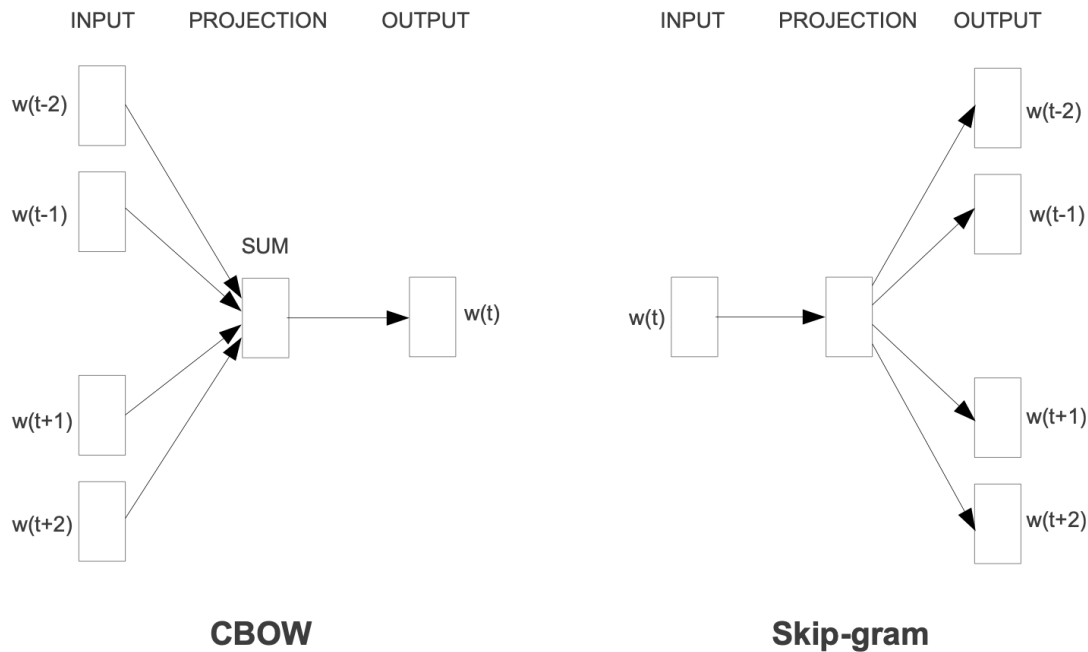 INPUT PROJECTION OUTPUT
w(t-2)
w(t-1)
SUM
w(t)
w(t+1)
w(t+2)
CBOW
INPUT PROJECTION OUTPUT
w(t-2)
w(t-1)
w(t)
w(t+1)
w(t+2)
Skip-gram